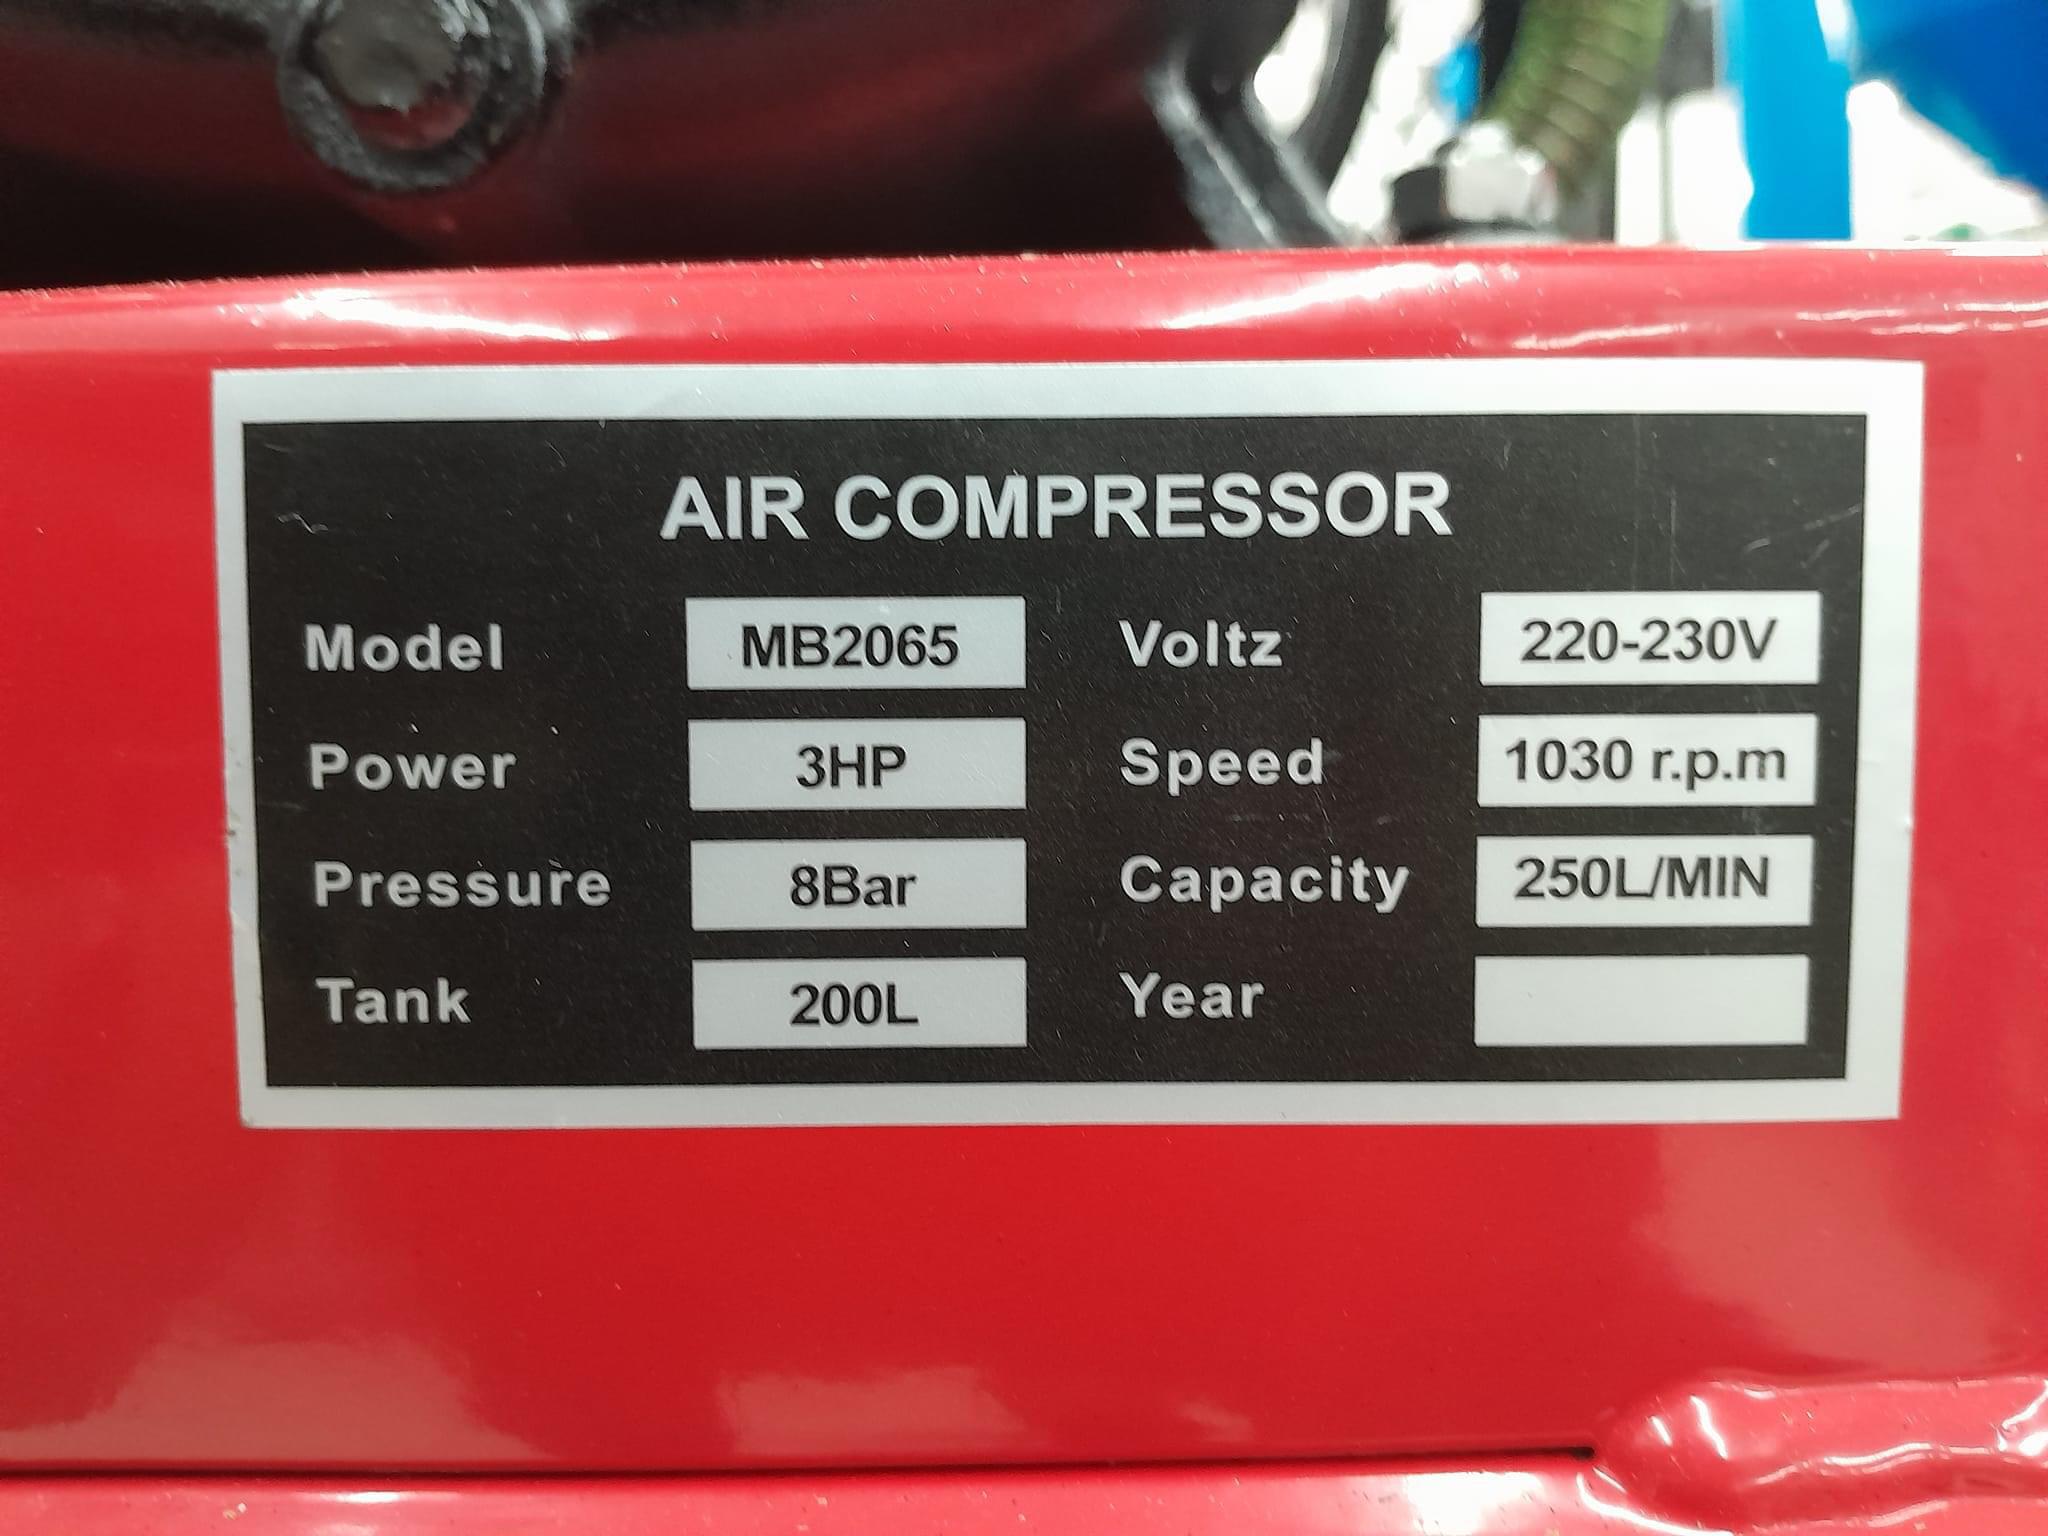 AIR COMPRESSOR
Model MB2065 Voltz 220-230V
Power 3HP Speed 1030 r.p.m
Pressure 8Bar Capacity 250L/MIN
Tank 200L Year